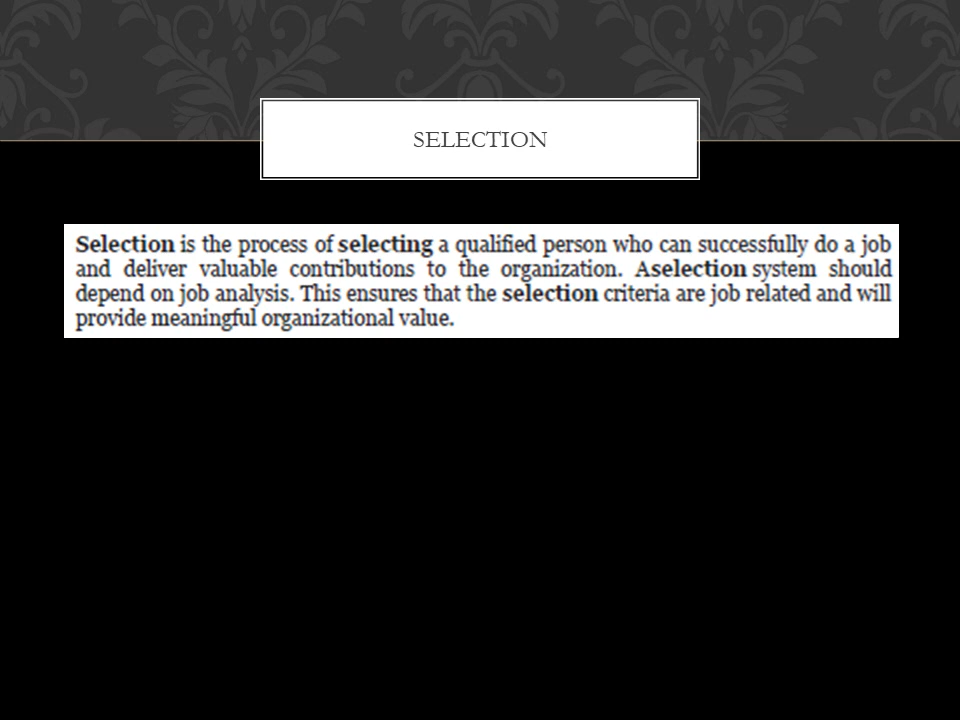 SELECTION
Selection is the process of selecting a qualified person who can successfully do a job
and deliver valuable contributions to the organization. Aselection system should
depend on job analysis. This ensures that the selection criteria are job related and will
provide meaningful organizational value.